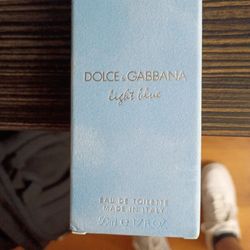 DOLCE & GABBANA
light blue
EAU DE TOILETTE
MADE IN ITALY